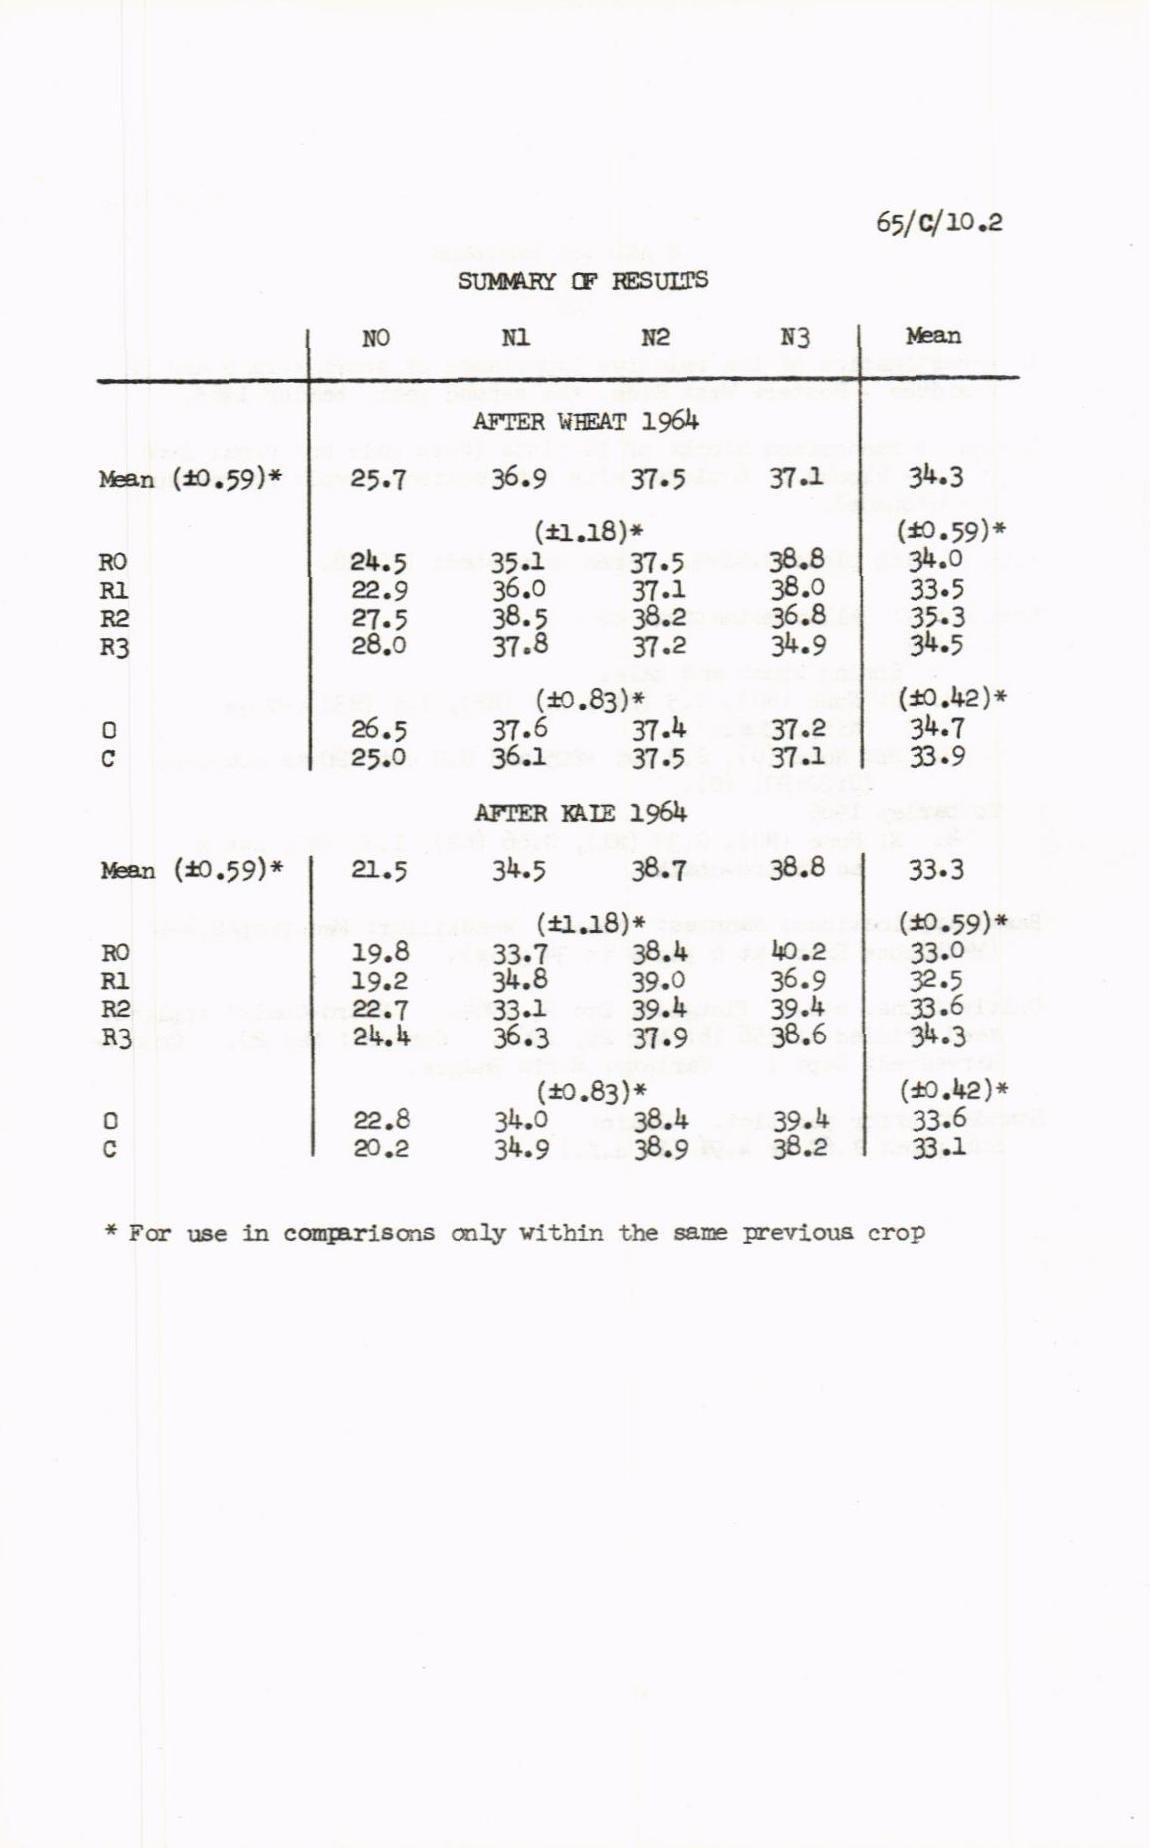 65/C/10.2
SUMMARY OF RESULTS
N0 N1 N2 N3 Mean
AFTER WHEAT 1964
Mean (±0.59)* 25.7 36.9 37.5 37.1 34.3
(±1.18)* (±0.59)*
R0 24.5 35.1 37.5 38.8 34.0
R1 22.9 36.0 37.1 38.0 33.5
R2 27.5 38.5 38.2 36.8 35.3
R3 28.0 37.8 37.2 34.9 34.5
(±0.83)* (±0.42)*
O 26.5 37.6 37.4 37.2 34.7
C 25.0 36.1 37.5 37.1 33.9
AFTER KALE 1964
Mean (±0.59)* 21.5 34.5 38.7 38.8 33.3
(±1.18)* (±0.59)*
R0 19.8 33.7 38.4 40.2 33.0
R1 19.2 34.8 39.0 36.9 32.5
R2 22.7 33.1 39.4 39.4 33.6
R3 24.4 36.3 37.9 38.6 34.3
(±0.83)* (±0.42)*
O 22.8 34.0 38.4 39.4 33.6
C 20.2 34.9 38.9 38.2 33.1
* For use in comparisons only within the same previous crop